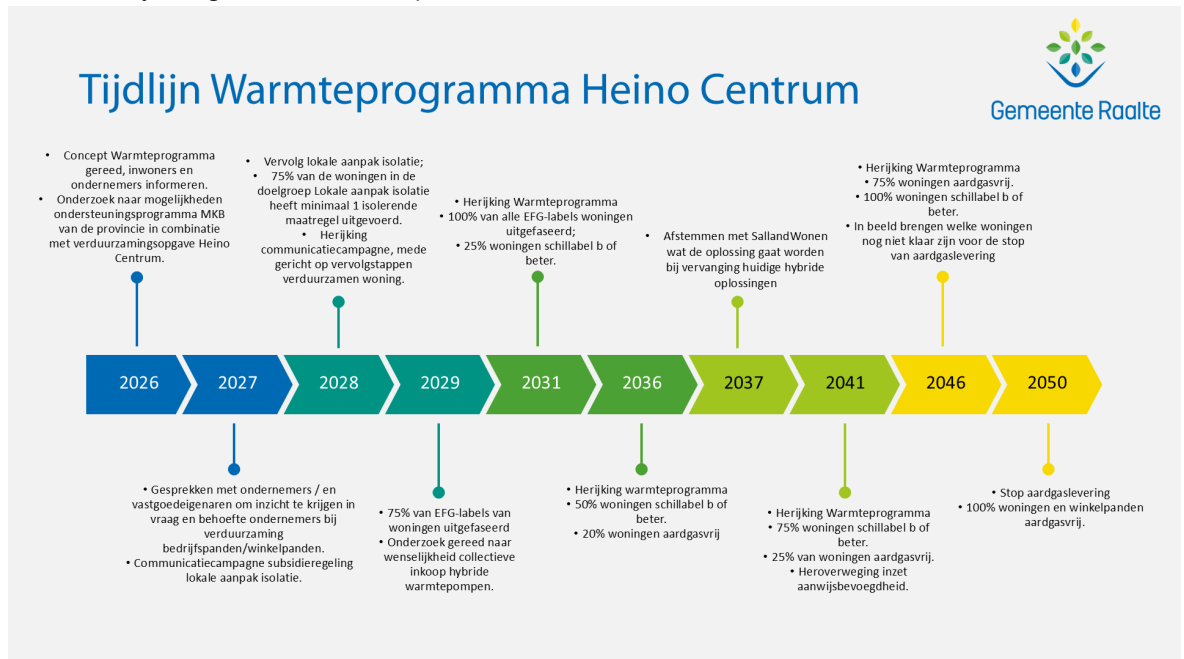 Tijdlijn Warmteprogramma Heino Centrum
Gemeente Raalte
• Concept Warmteprogramma
gereed, inwoners en
ondernemers informeren.
• Onderzoek naar mogelijkheden
ondersteuningsprogramma MKB
van de provincie in combinatie
met verduurzamingsopgave Heino
Centrum.
• Vervolg lokale aanpak isolatie;
• 75% van de woningen in de
doelgroep Lokale aanpak isolatie
heeft minimaal 1 isolerende
maatregel uitgevoerd.
• Herijking
communicatiecampagne, mede
gericht op vervolgstappen
verduurzamen woning.
• Herijking Warmteprogramma
• 100% van alle EFG-labels woningen
uitgefaseerd;
• 25% woningen schillabel b of
beter.
• Afstemmen met SallandWonen
wat de oplossing gaat worden
bij vervanging huidige hybride
oplossingen
• Herijking Warmteprogramma
• 75% woningen aardgasvrij.
• 100% woningen schillabel b of
beter.
• In beeld brengen welke woningen
nog niet klaar zijn voor de stop
van aardgaslevering
2026
2027
2028
2029
2031
2036
2037
2041
2046
2050
• Gesprekken met ondernemers / en
vastgoedeigenaren om inzicht te krijgen in
vraag en behoefte ondernemers bij
verduurzaming
bedrijfspanden/winkelpanden.
• Communicatiecampagne subsidieregeling
lokale aanpak isolatie.
• 75% van EFG-labels van
woningen uitgefaseerd
• Onderzoek gereed naar
wenselijkheid collectieve
inkoop hybride
warmtepompen.
• Herijking warmteprogramma
• 50% woningen schillabel b of
beter.
• 20% woningen aardgasvrij
• Herijking Warmteprogramma
• 75% woningen schillabel b of
beter.
• 25% van woningen aardgasvrij.
• Heroverweging inzet
aanwijsbevoegdheid.
• Stop aardgaslevering
• 100% woningen en winkelpanden
aardgasvrij.